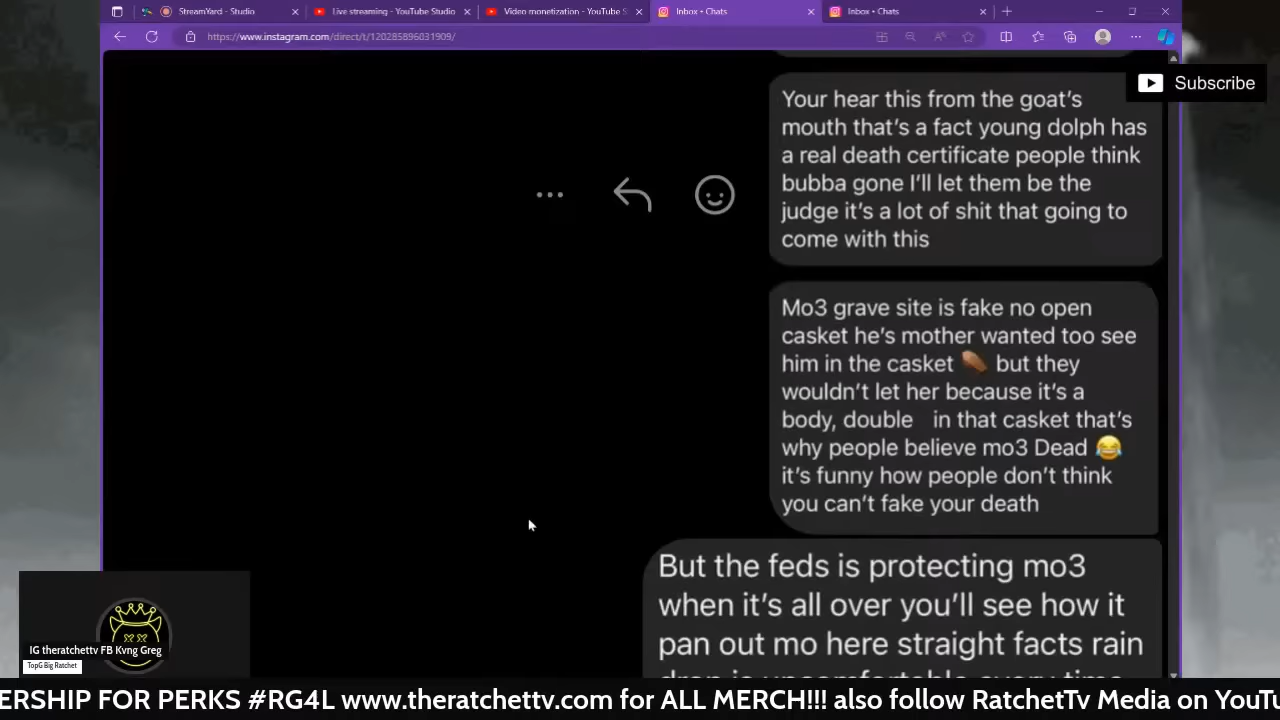 StreamYard - Studio
Live streaming - YouTube Studio
Video monetization - YouTube S
Inbox • Chats
Inbox • Chats
https://www.instagram.com/direct/t/120285896031909/
Subscribe
Your hear this from the goat's
mouth that's a fact young dolph has
a real death certificate people think
bubba gone I'll let them be the
judge it's a lot of shit that going to
come with this
Mo3 grave site is fake no open
casket he's mother wanted too see
him in the casket ⚰️ but they
wouldn't let her because it's a
body, double in that casket that's
why people believe mo3 Dead 😂
it's funny how people don't think
you can't fake your death
But the feds is protecting mo3
when it's all over you'll see how it
pan out mo here straight facts rain
drop is uncomfortable every time
IG theratchettv FB Kvng Greg
TopG Big Ratchet
ERSHIP FOR PERKS #RG4L www.theratchettv.com for ALL MERCH!!! also follow RatchetTv Media on YouTu